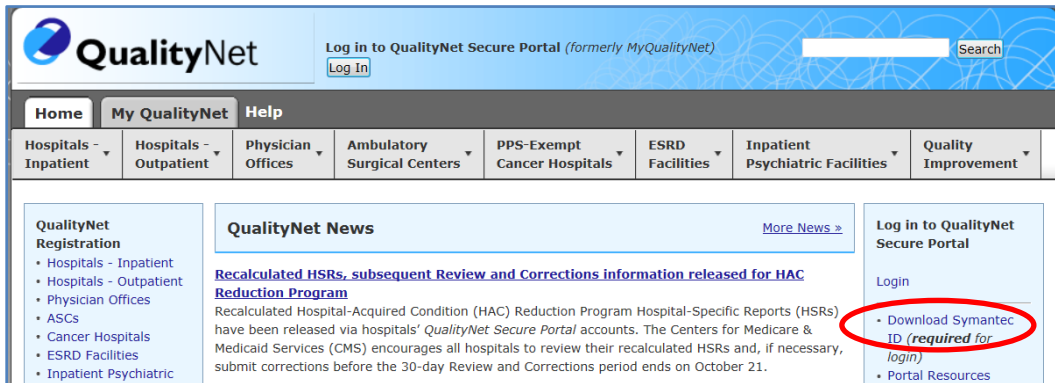 QualityNet
Log in to QualityNet Secure Portal (formerly MyQualityNet)
Log In
Search
Home
My QualityNet
Help
Hospitals -
Inpatient
Hospitals -
Outpatient
Physician
Offices
Ambulatory
Surgical Centers
PPS-Exempt
Cancer Hospitals
ESRD
Facilities
Inpatient
Psychiatric Facilities
Quality
Improvement
QualityNet
Registration
• Hospitals - Inpatient
• Hospitals - Outpatient
• Physician Offices
• ASCs
• Cancer Hospitals
• ESRD Facilities
• Inpatient Psychiatric
QualityNet News
More News »
Recalculated HSRs, subsequent Review and Corrections information released for HAC
Reduction Program
Recalculated Hospital-Acquired Condition (HAC) Reduction Program Hospital-Specific Reports (HSRs)
have been released via hospitals' QualityNet Secure Portal accounts. The Centers for Medicare &
Medicaid Services (CMS) encourages all hospitals to review their recalculated HSRs and, if necessary,
submit corrections before the 30-day Review and Corrections period ends on October 21.
Log in to QualityNet
Secure Portal
Login
• Download Symantec
ID (required for
login)
• Portal Resources